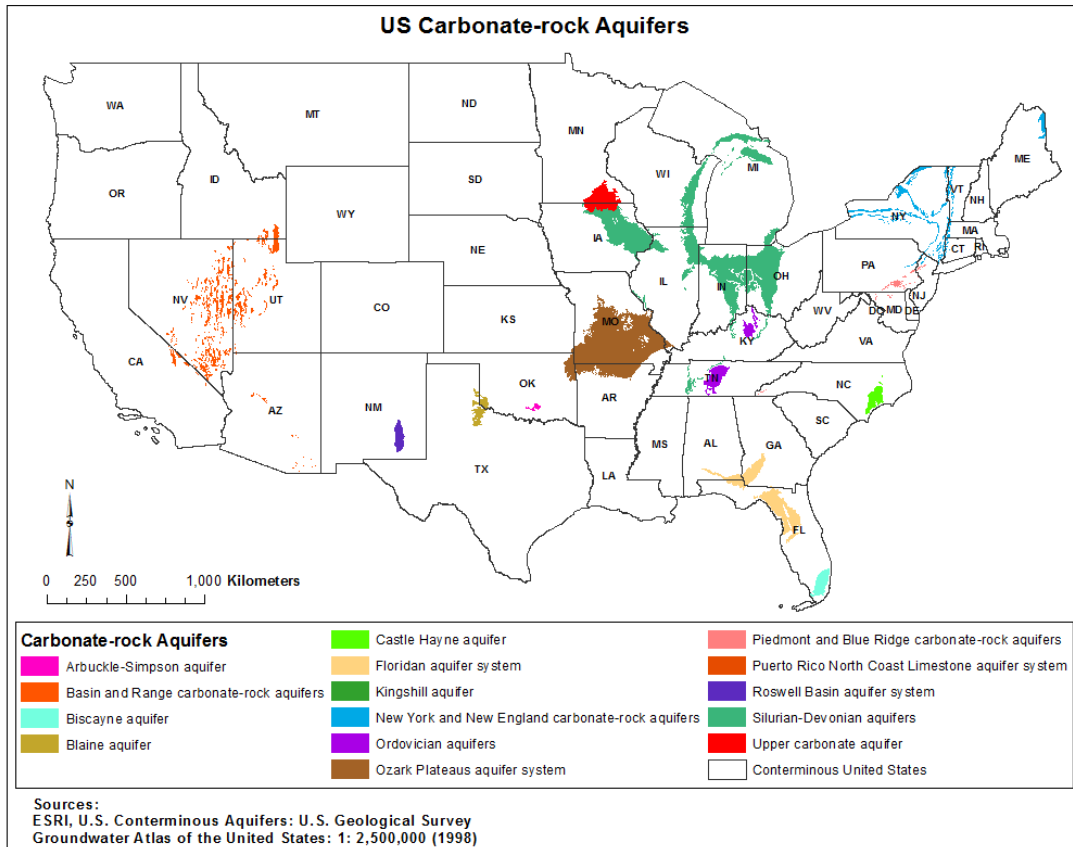 US Carbonate-rock Aquifers
WA
MT
ND
MN
ME
OR
ID
SD
WI
MI
VT
NH
WY
NY
MA
CT
RI
NE
IA
PA
NV
UT
CO
IL
IN
OH
NJ
MD
DE
DC
WV
KS
MO
KY
VA
CA
OK
TN
NC
AZ
NM
AR
SC
TX
MS
AL
GA
LA
FL
N
S
0 250 500 1,000 Kilometers
Carbonate-rock Aquifers
Arbuckle-Simpson aquifer
Basin and Range carbonate-rock aquifers
Biscayne aquifer
Blaine aquifer
Castle Hayne aquifer
Floridan aquifer system
Kingshill aquifer
New York and New England carbonate-rock aquifers
Ordovician aquifers
Ozark Plateaus aquifer system
Piedmont and Blue Ridge carbonate-rock aquifers
Puerto Rico North Coast Limestone aquifer system
Roswell Basin aquifer system
Silurian-Devonian aquifers
Upper carbonate aquifer
Conterminous United States
Sources:
ESRI, U.S. Conterminous Aquifers: U.S. Geological Survey
Groundwater Atlas of the United States: 1: 2,500,000 (1998)